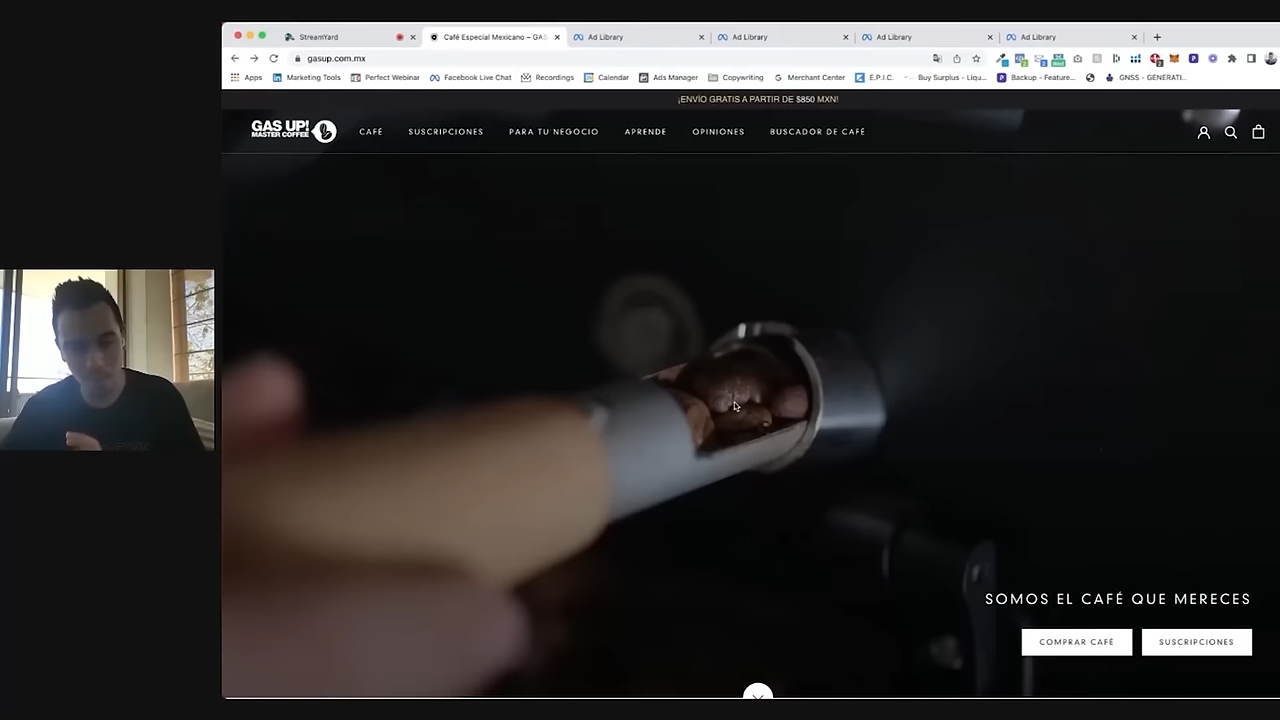 StreamYard
Café Especial Mexicano – GAS
Ad Library
Ad Library
Ad Library
Ad Library
gasup.com.mx
Apps
Marketing Tools
Perfect Webinar
Facebook Live Chat
Recordings
Calendar
Ads Manager
Copywriting
Merchant Center
E.P.I.C.
Buy Surplus - Liqu...
Backup - Feature...
GNSS - GENERATI...
¡ENVÍO GRATIS A PARTIR DE $850 MXN!
GAS UP!
MASTER COFFEE
CAFÉ
SUSCRIPCIONES
PARA TU NEGOCIO
APRENDE
OPINIONES
BUSCADOR DE CAFÉ
SOMOS EL CAFÉ QUE MERECES
COMPRAR CAFÉ
SUSCRIPCIONES